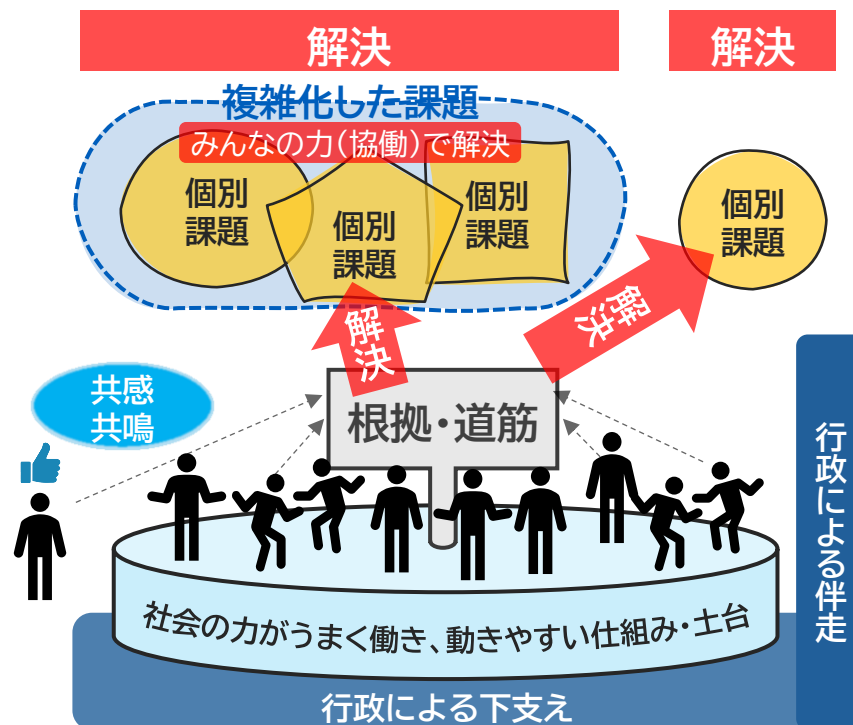 解決
解決
複雑化した課題
みんなの力(協働)で解決
個別
課題
個別
課題
個別
課題
個別
課題
解決
解決
共感
共鳴
根拠・道筋
社会の力がうまく働き、動きやすい仕組み・土台
行政による伴走
行政による下支え